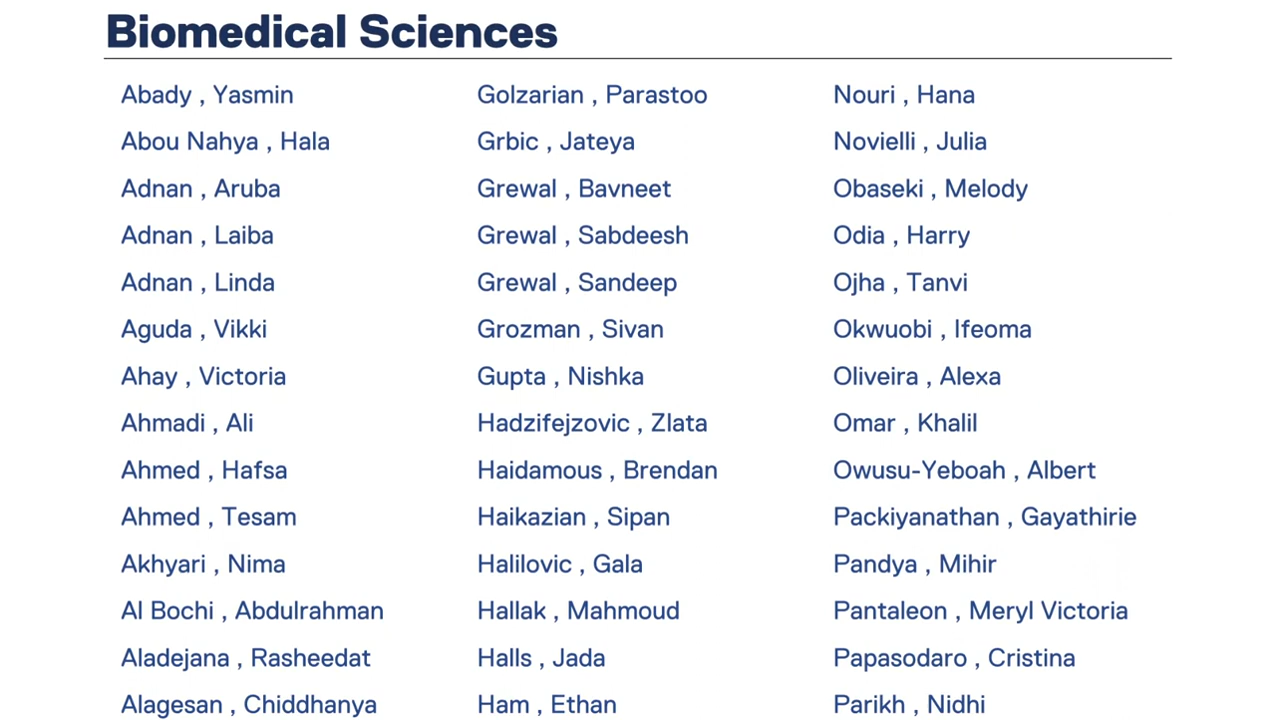 Biomedical Sciences
Abady , Yasmin
Abou Nahya , Hala
Adnan , Aruba
Adnan , Laiba
Adnan , Linda
Aguda , Vikki
Ahay , Victoria
Ahmadi , Ali
Ahmed , Hafsa
Ahmed , Tesam
Akhyari , Nima
Al Bochi , Abdulrahman
Aladejana , Rasheedat
Alagesan , Chiddhanya
Golzarian , Parastoo
Grbic , Jateya
Grewal , Bavneet
Grewal , Sabdeesh
Grewal , Sandeep
Grozman , Sivan
Gupta , Nishka
Hadzifejzovic , Zlata
Haidamous , Brendan
Haikazian , Sipan
Halilovic , Gala
Hallak , Mahmoud
Halls , Jada
Ham , Ethan
Nouri , Hana
Novielli , Julia
Obaseki , Melody
Odia , Harry
Ojha , Tanvi
Okwuobi , Ifeoma
Oliveira , Alexa
Omar , Khalil
Owusu-Yeboah , Albert
Packiyanathan , Gayathirie
Pandya , Mihir
Pantaleon , Meryl Victoria
Papasodaro , Cristina
Parikh , Nidhi